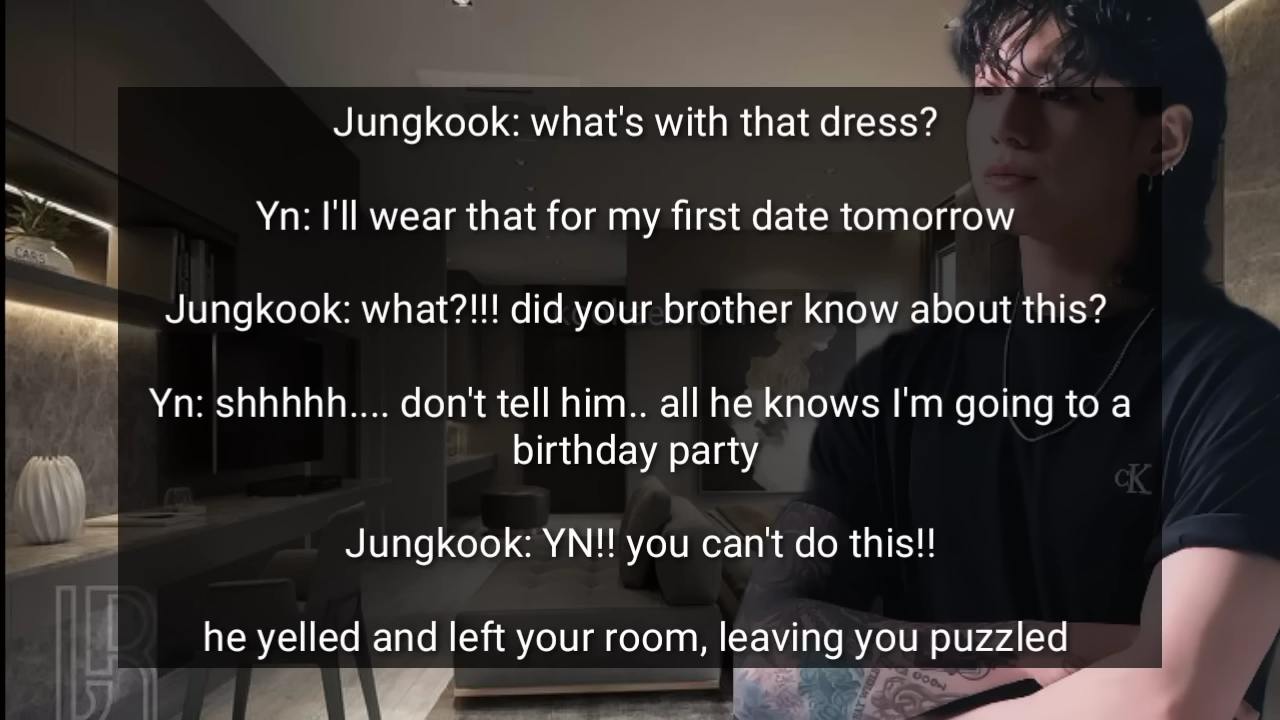 Jungkook: what's with that dress?
Yn: I'll wear that for my first date tomorrow
Jungkook: what?!!! did your brother know about this?
Yn: shhhhh.... don't tell him.. all he knows I'm going to a
birthday party
Jungkook: YN!! you can't do this!!
he yelled and left your room, leaving you puzzled
CK